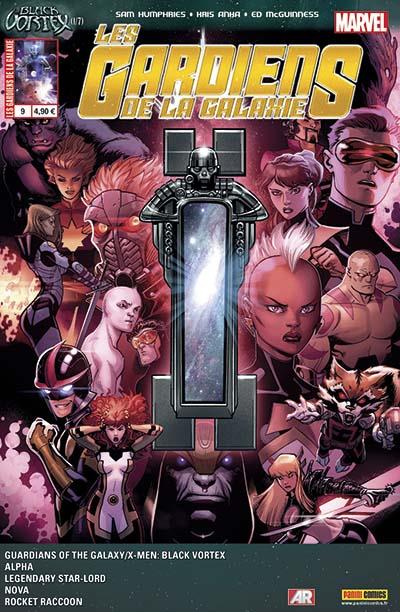 BLACK VORTEX (1/7)
SAM HUMPHRIES • KRIS ANKA • ED McGUINNESS
MARVEL
LES GARDIENS DE LA GALAXIE
9
4,90 €
LES
GARDIENS
DE LA GALAXIE
GUARDIANS OF THE GALAXY/X-MEN: BLACK VORTEX
ALPHA
LEGENDARY STAR-LORD
NOVA
ROCKET RACCOON
AR
PANINI COMICS
www.paninicomics.fr